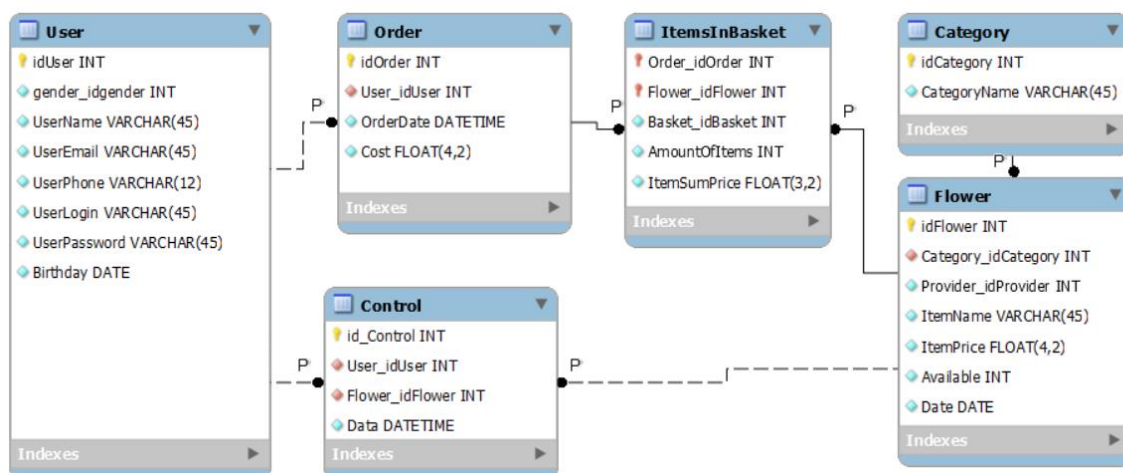 User
idUser INT
gender_idgender INT
UserName VARCHAR(45)
UserEmail VARCHAR(45)
UserPhone VARCHAR(12)
UserLogin VARCHAR(45)
UserPassword VARCHAR(45)
Birthday DATE
Indexes
P
Order
idOrder INT
User_idUser INT
OrderDate DATETIME
Cost FLOAT(4,2)
Indexes
P
ItemsInBasket
Order_idOrder INT
Flower_idFlower INT
Basket_idBasket INT
AmountOfItems INT
ItemSumPrice FLOAT(3,2)
Indexes
P
Category
idCategory INT
CategoryName VARCHAR(45)
Indexes
P
Flower
idFlower INT
Category_idCategory INT
Provider_idProvider INT
ItemName VARCHAR(45)
ItemPrice FLOAT(4,2)
Available INT
Date DATE
Indexes
P
Control
id_Control INT
User_idUser INT
Flower_idFlower INT
Data DATETIME
Indexes
P